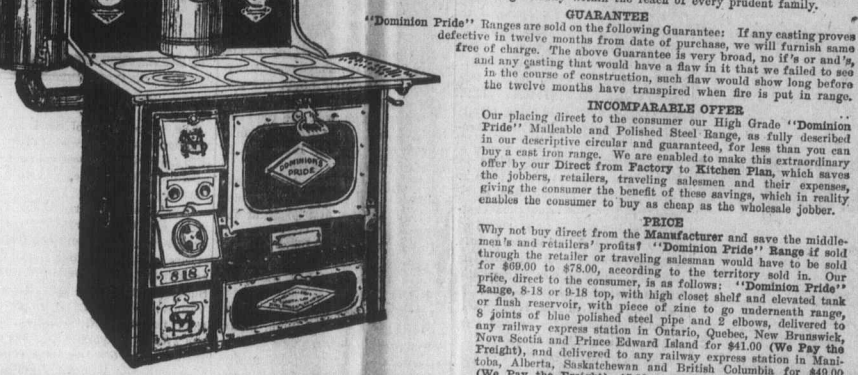 DOMINION
PRIDE
818
the reach of every prudent family.
GUARANTEE
"Dominion Pride" Ranges are sold on the following Guarantee: If any casting proves
defective in twelve months from date of purchase, we will furnish same
free of charge. The above Guarantee is very broad, no if's or and's,
and any casting that would have a flaw in it that we failed to see
in the course of construction, such flaw would show long before
the twelve months have transpired when fire is put in range.
INCOMPARABLE OFFER
Our placing direct to the consumer our High Grade "Dominion
Pride" Malleable and Polished Steel Range, as fully described
in our descriptive circular and guaranteed, for less than you can
buy a cast iron range. We are enabled to make this extraordinary
offer by our Direct from Factory to Kitchen Plan, which saves
the jobbers, retailers, traveling salesmen and their expenses,
giving the consumer the benefit of these savings, which in reality
enables the consumer to buy as cheap as the wholesale jobber.
PRICE
Why not buy direct from the Manufacturer and save the middle-
men's and retailers' profits? "Dominion Pride" Range if sold
through the retailer or traveling salesman would have to be sold
for $69.00 to $78.00, according to the territory sold in. Our
price, direct to the consumer, is as follows: "Dominion Pride"
Range, 8-18 or 9-18 top, with high closet shelf and elevated tank
or flush reservoir, with piece of zinc to go underneath range,
8 joints of blue polished steel pipe and 2 elbows, delivered to
any railway express station in Ontario, Quebec, New Brunswick,
Nova Scotia and Prince Edward Island for $41.00 (We Pay the
Freight), and delivered to any railway express station in Mani-
toba, Alberta, Saskatchewan and British Columbia for $49.00
(We Pay the